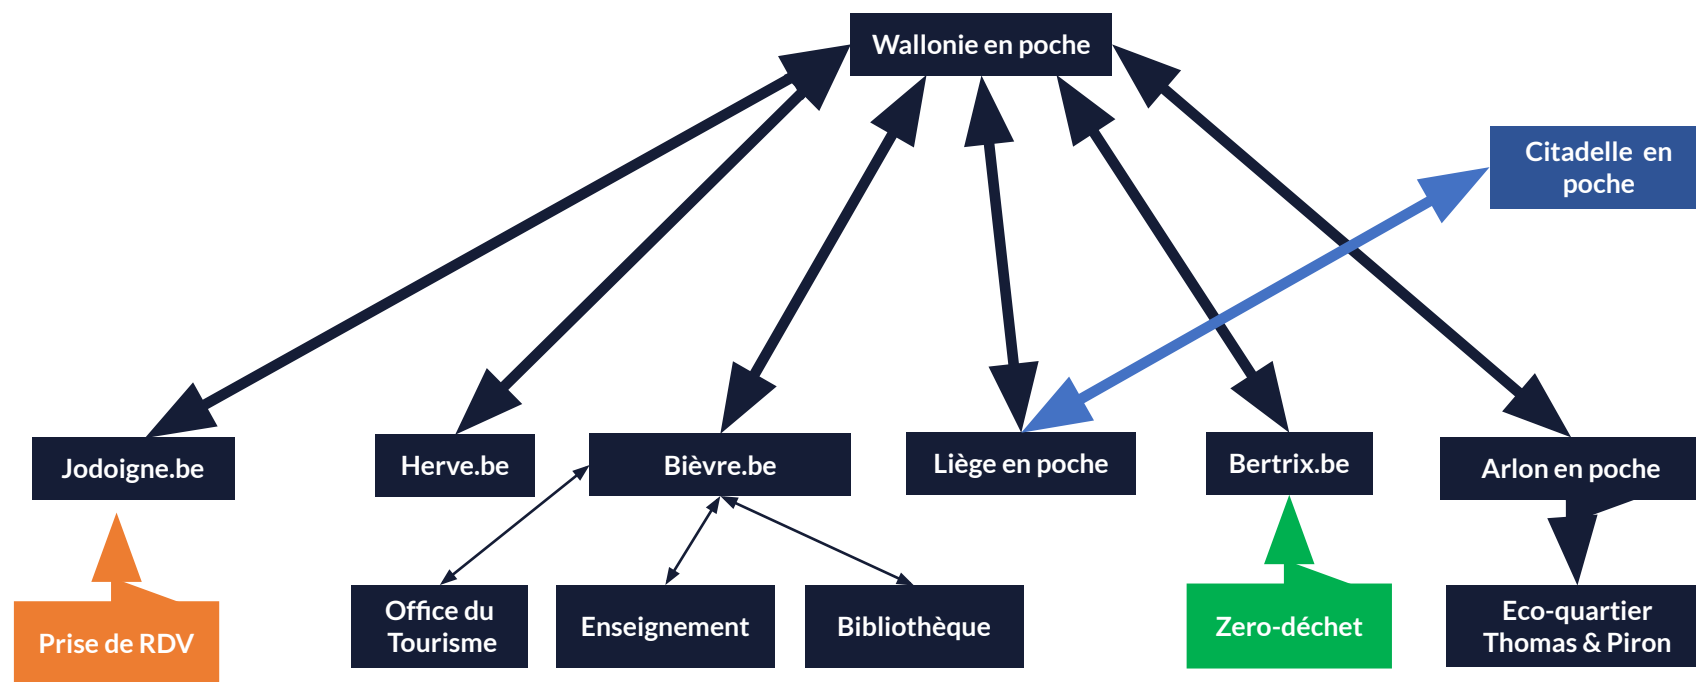 Wallonie en poche
Citadelle en
poche
Jodoigne.be
Herve.be
Bièvre.be
Liège en poche
Bertrix.be
Arlon en poche
Prise de RDV
Office du
Tourisme
Enseignement
Bibliothèque
Zero-déchet
Eco-quartier
Thomas & Piron